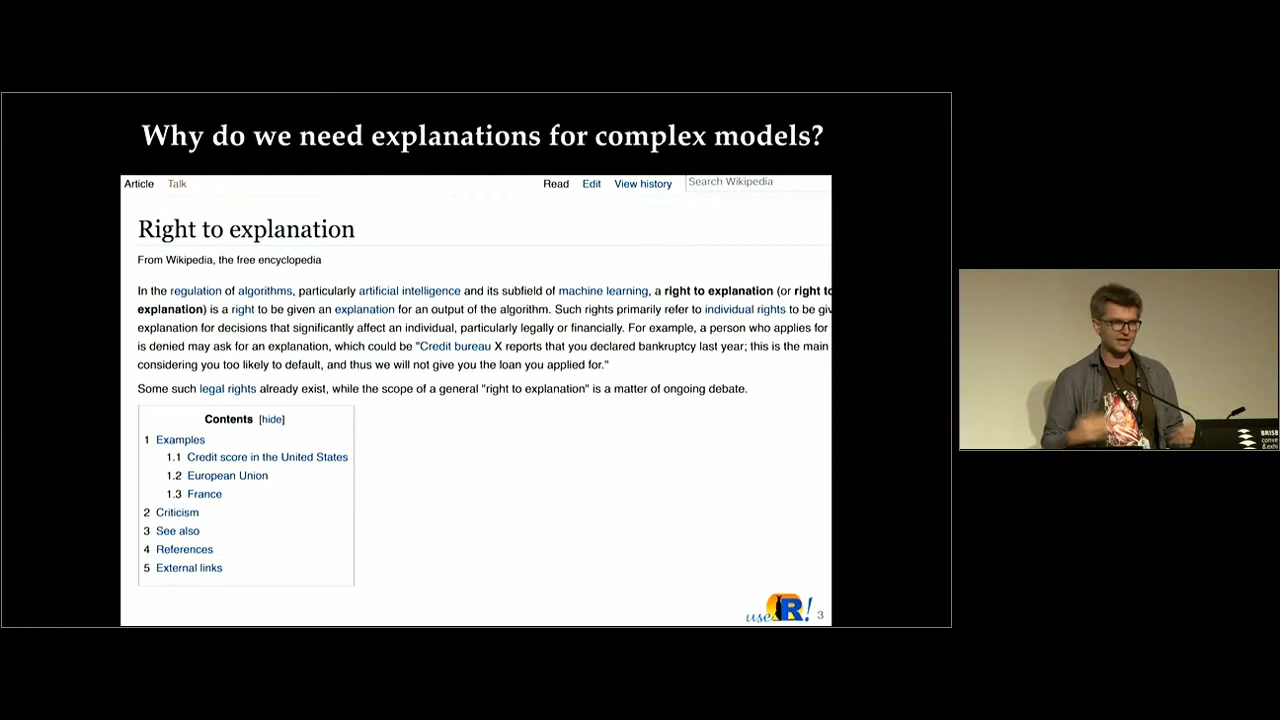 Why do we need explanations for complex models?
Article Talk Read Edit View history Search Wikipedia
Right to explanation
From Wikipedia, the free encyclopedia
In the regulation of algorithms, particularly artificial intelligence and its subfield of machine learning, a right to explanation (or right to
explanation) is a right to be given an explanation for an output of the algorithm. Such rights primarily refer to individual rights to be giv
explanation for decisions that significantly affect an individual, particularly legally or financially. For example, a person who applies for
is denied may ask for an explanation, which could be "Credit bureau X reports that you declared bankruptcy last year; this is the main
considering you too likely to default, and thus we will not give you the loan you applied for."
Some such legal rights already exist, while the scope of a general "right to explanation" is a matter of ongoing debate.
Contents [hide]
1 Examples
1.1 Credit score in the United States
1.2 European Union
1.3 France
2 Criticism
3 See also
4 References
5 External links
useR! 3
BRISB
conve
& exhi